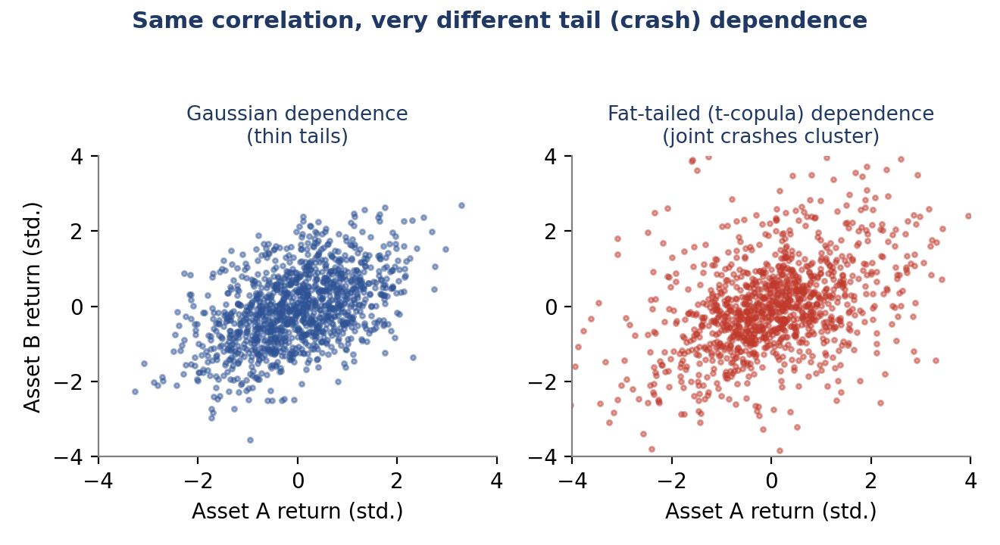 Same correlation, very different tail (crash) dependence
Gaussian dependence
(thin tails)
4
2
0
−2
−4
Asset B return (std.)
−4 −2 0 2 4
Asset A return (std.)
Fat-tailed (t-copula) dependence
(joint crashes cluster)
4
2
0
−2
−4
−4 −2 0 2 4
Asset A return (std.)